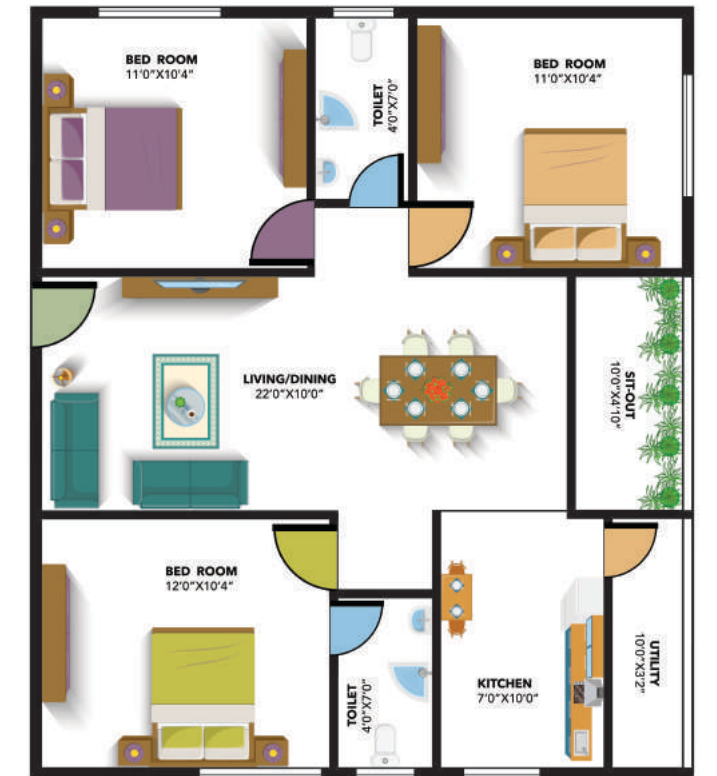 BED ROOM
11'0"X10'4"
TOILET
4'0"X7'0"
BED ROOM
11'0"X10'4"
LIVING/DINING
22'0"X10'0"
SIT-OUT
10'0"X4'10"
BED ROOM
12'0"X10'4"
TOILET
4'0"X7'0"
KITCHEN
7'0"X10'0"
UTILITY
10'0"X3'2"